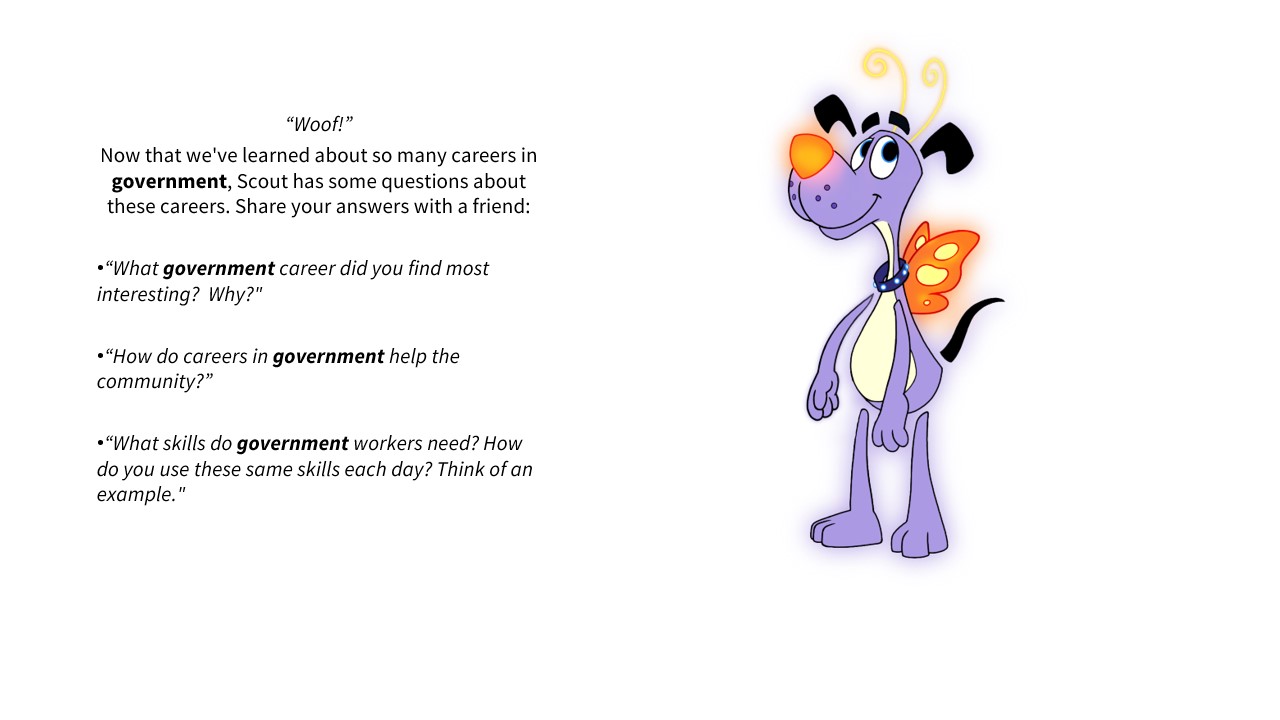 “Woof!”
Now that we've learned about so many careers in
government, Scout has some questions about
these careers. Share your answers with a friend:
•“What government career did you find most
interesting?  Why?"
•“How do careers in government help the
community?”
•“What skills do government workers need? How
do you use these same skills each day? Think of an
example."